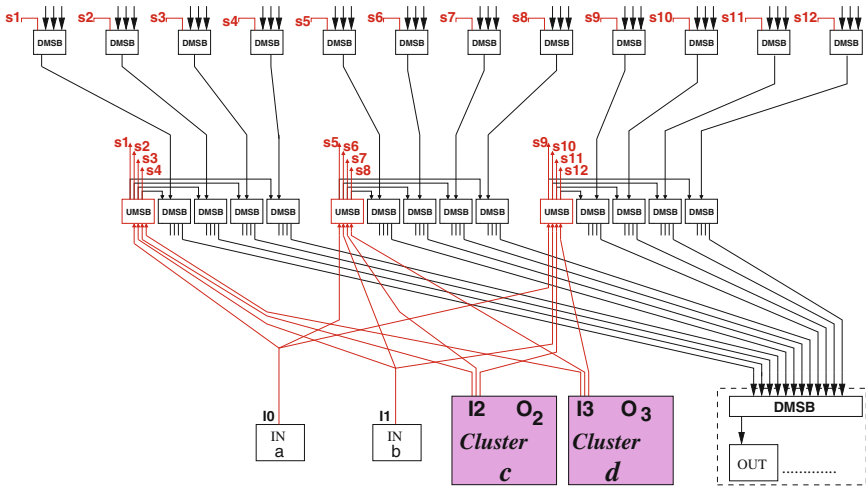 s1 s2 s3 s4 s5 s6 s7 s8 s9 s10 s11 s12
DMSB DMSB DMSB DMSB DMSB DMSB DMSB DMSB DMSB DMSB DMSB DMSB
s1 s2 s3 s4 s5 s6 s7 s8 s9 s10 s11 s12
UMSB DMSB DMSB DMSB DMSB UMSB DMSB DMSB DMSB DMSB UMSB DMSB DMSB DMSB DMSB
I0 I1 I2 O2 I3 O3 DMSB
IN IN Cluster Cluster
a b c d OUT .............